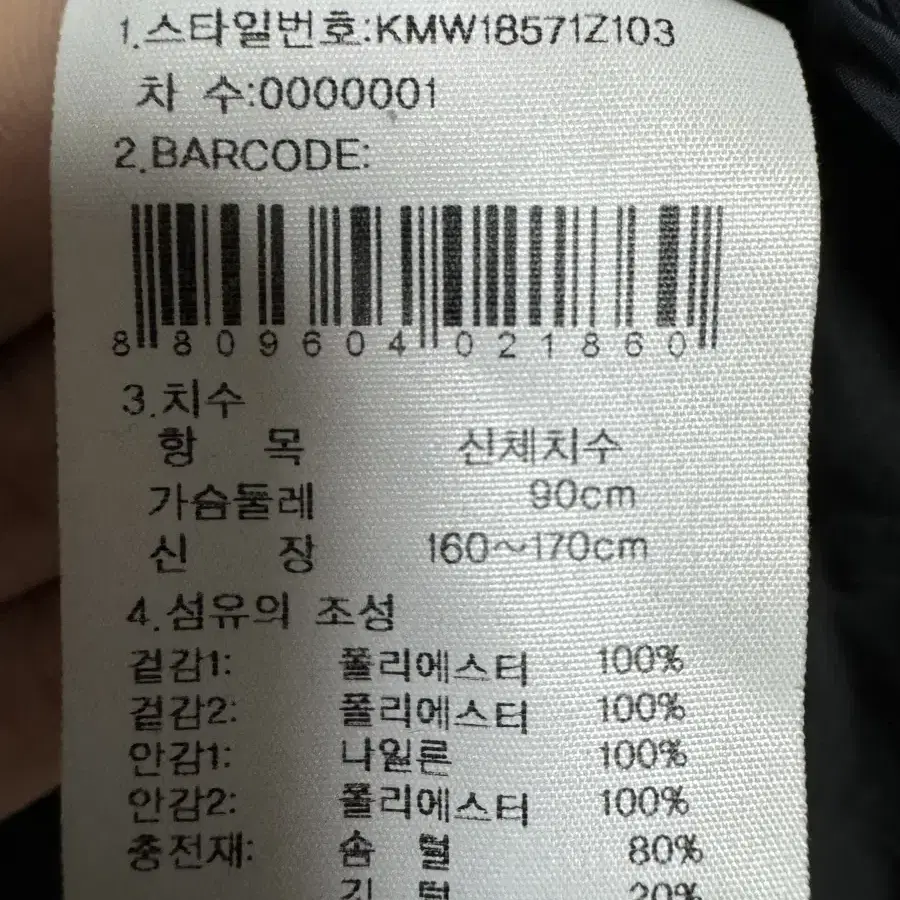 1.스타일번호:KMW18571Z103
차 수:0000001
2.BARCODE:
8 809604 021860
3.치수
항 목 신체치수
가슴둘레 90cm
신 장 160~170cm
4.섬유의 조성
겉감1: 폴리에스터 100%
겉감2: 폴리에스터 100%
안감1: 나일론 100%
안감2: 폴리에스터 100%
충전재: 솜 털 80%
깃 털 20%